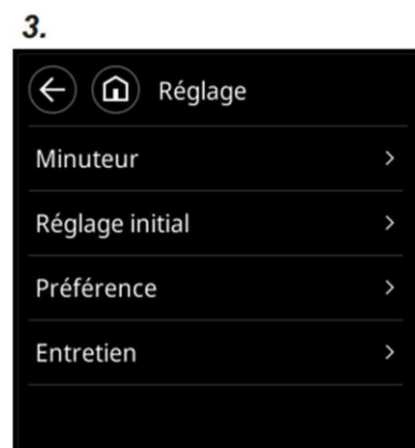 3.
Réglage
Minuteur
Réglage initial
Préférence
Entretien